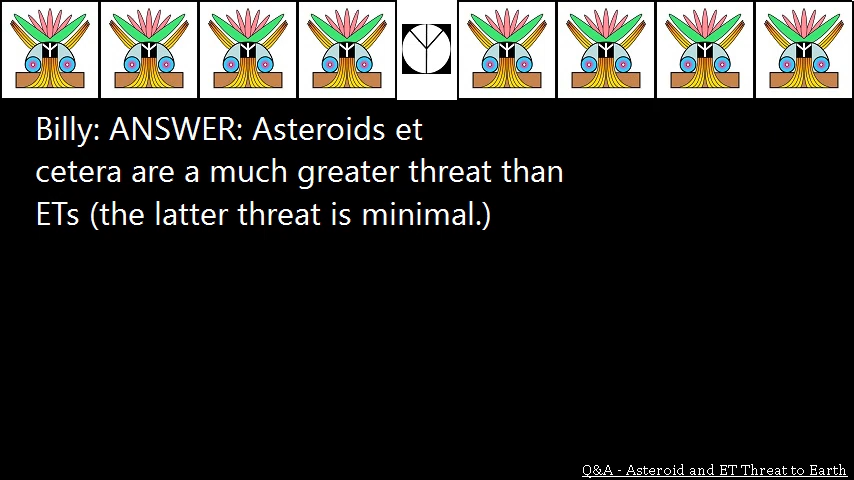 Billy: ANSWER: Asteroids et
cetera are a much greater threat than
ETs (the latter threat is minimal.)
Q&A - Asteroid and ET Threat to Earth